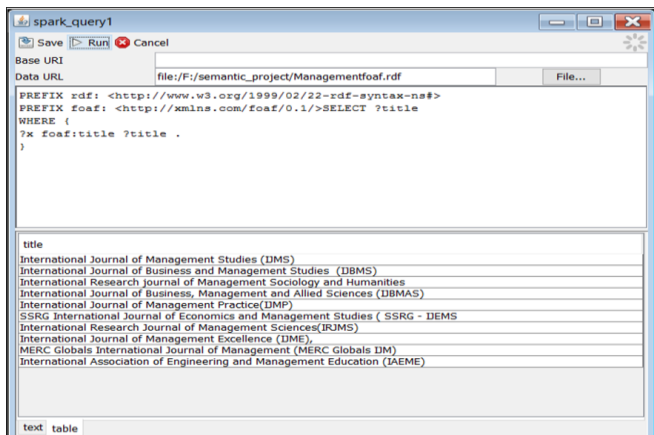 spark_query1
Save Run Cancel
Base URI
Data URL file:/F:/semantic_project/Managementfoaf.rdf File...
PREFIX rdf: <http://www.w3.org/1999/02/22-rdf-syntax-ns#>
PREFIX foaf: <http://xmlns.com/foaf/0.1/>SELECT ?title
WHERE {
?x foaf:title ?title .
}
title
International Journal of Management Studies (IJMS)
International Journal of Business and Management Studies (IJBMS)
International Research journal of Management Sociology and Humanities
International Journal of Business, Management and Allied Sciences (IJBMAS)
International Journal of Management Practice(IJMP)
SSRG International Journal of Economics and Management Studies ( SSRG - IJEMS
International Research Journal of Management Sciences(IRJMS)
International Journal of Management Excellence (IJME),
MERC Globals International Journal of Management (MERC Globals IJM)
International Association of Engineering and Management Education (IAEME)
text table